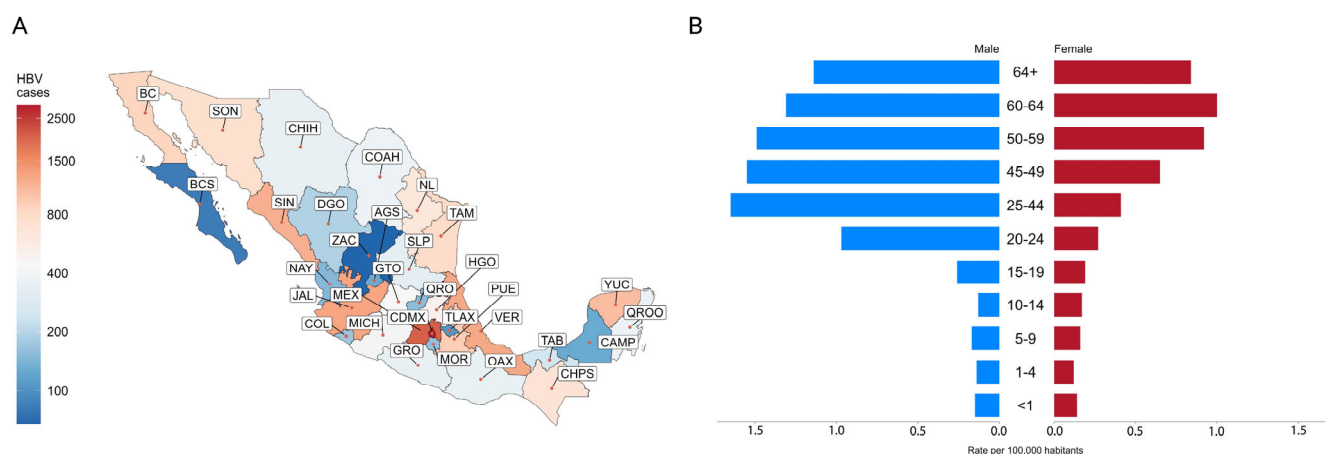 A
HBV
cases
2500
1500
800
400
200
100
BC
SON
CHIH
COAH
BCS
NL
SIN
DGO
AGS
TAM
ZAC
SLP
NAY
GTO
HGO
JAL
MEX
QRO
PUE
YUC
COL
MICH
CDMX
TLAX
VER
QROO
GRO
MOR
OAX
TAB
CAMP
CHPS
B
Male Female
64+
60-64
50-59
45-49
25-44
20-24
15-19
10-14
5-9
1-4
<1
1.5 1.0 0.5 0.0 0.0 0.5 1.0 1.5
Rate per 100.000 habitants